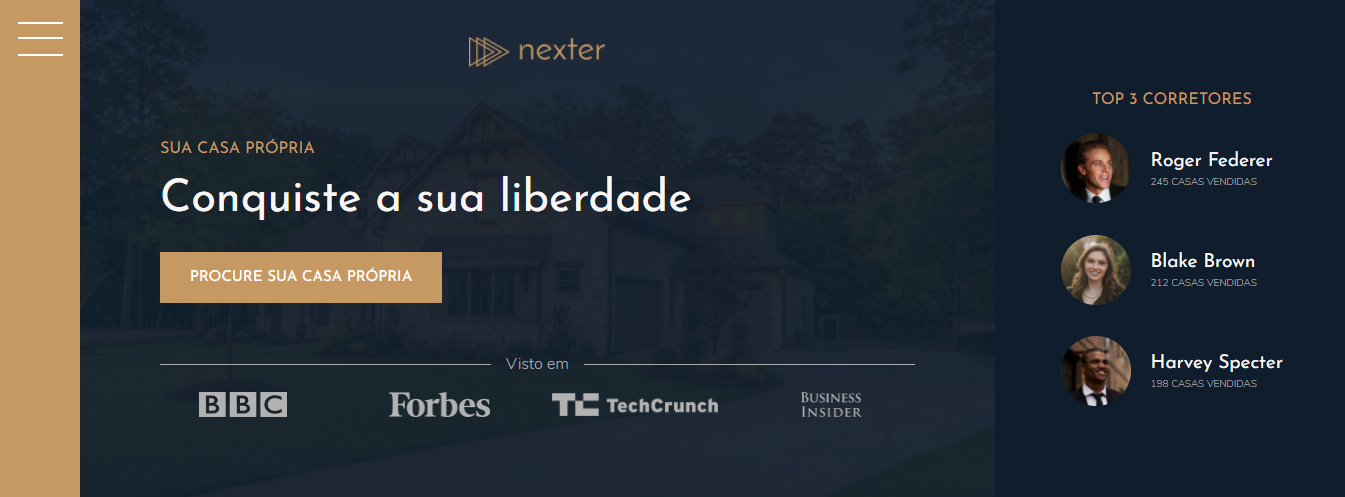 nexter
SUA CASA PRÓPRIA
Conquiste a sua liberdade
PROCURE SUA CASA PRÓPRIA
Visto em
BBC
Forbes
TC TechCrunch
BUSINESS
INSIDER
TOP 3 CORRETORES
Roger Federer
245 CASAS VENDIDAS
Blake Brown
212 CASAS VENDIDAS
Harvey Specter
198 CASAS VENDIDAS